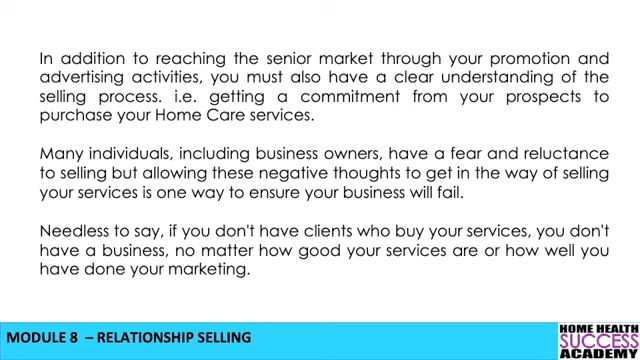 In addition to reaching the senior market through your promotion and
advertising activities, you must also have a clear understanding of the
selling process. i.e. getting a commitment from your prospects to
purchase your Home Care services.
Many individuals, including business owners, have a fear and reluctance
to selling but allowing these negative thoughts to get in the way of selling
your services is one way to ensure your business will fail.
Needless to say, if you don't have clients who buy your services, you don't
have a business, no matter how good your services are or how well you
have done your marketing.
MODULE 8 – RELATIONSHIP SELLING
HOME HEALTH
SUCCESS
ACADEMY